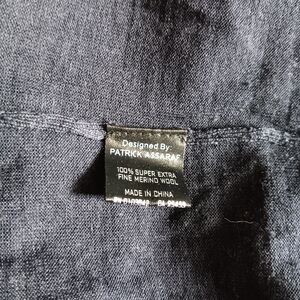 Designed By
PATRICK ASSARAF
100% SUPER EXTRA
FINE MERINO WOOL
MADE IN CHINA